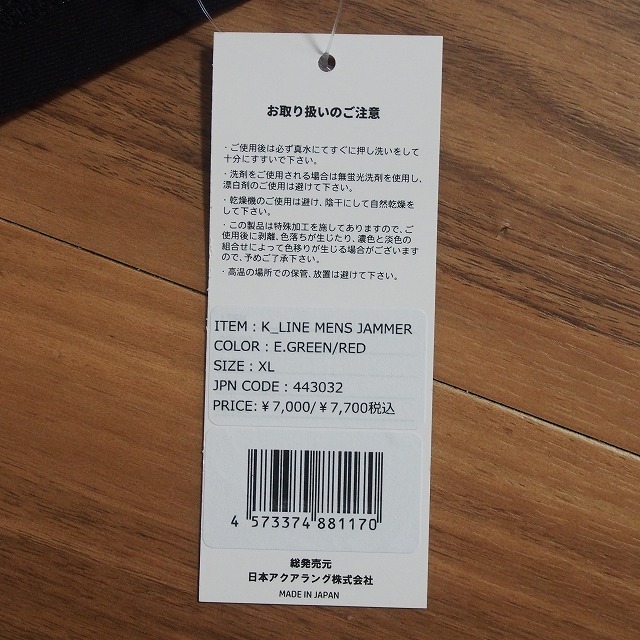 お取り扱いのご注意
・ご使用後は必ず真水にてすぐに押し洗いをして
十分にすすいで下さい。
・洗剤をご使用される場合は無蛍光洗剤を使用し、
漂白剤のご使用は避けて下さい。
・乾燥機のご使用は避け、陰干にして自然乾燥を
して下さい。
・この製品は特殊加工を施してありますので、ご
使用後に剥離、色落ちが生じたり、濃色と淡色の
組合せによって色移りが生じる場合がございます
ので、予めご了承下さい。
・高温の場所での保管、放置は避けて下さい。
ITEM : K_LINE MENS JAMMER
COLOR : E.GREEN/RED
SIZE : XL
JPN CODE : 443032
PRICE: ¥7,000/¥7,700税込
4 573374 881170
総発売元
日本アクアラング株式会社
MADE IN JAPAN